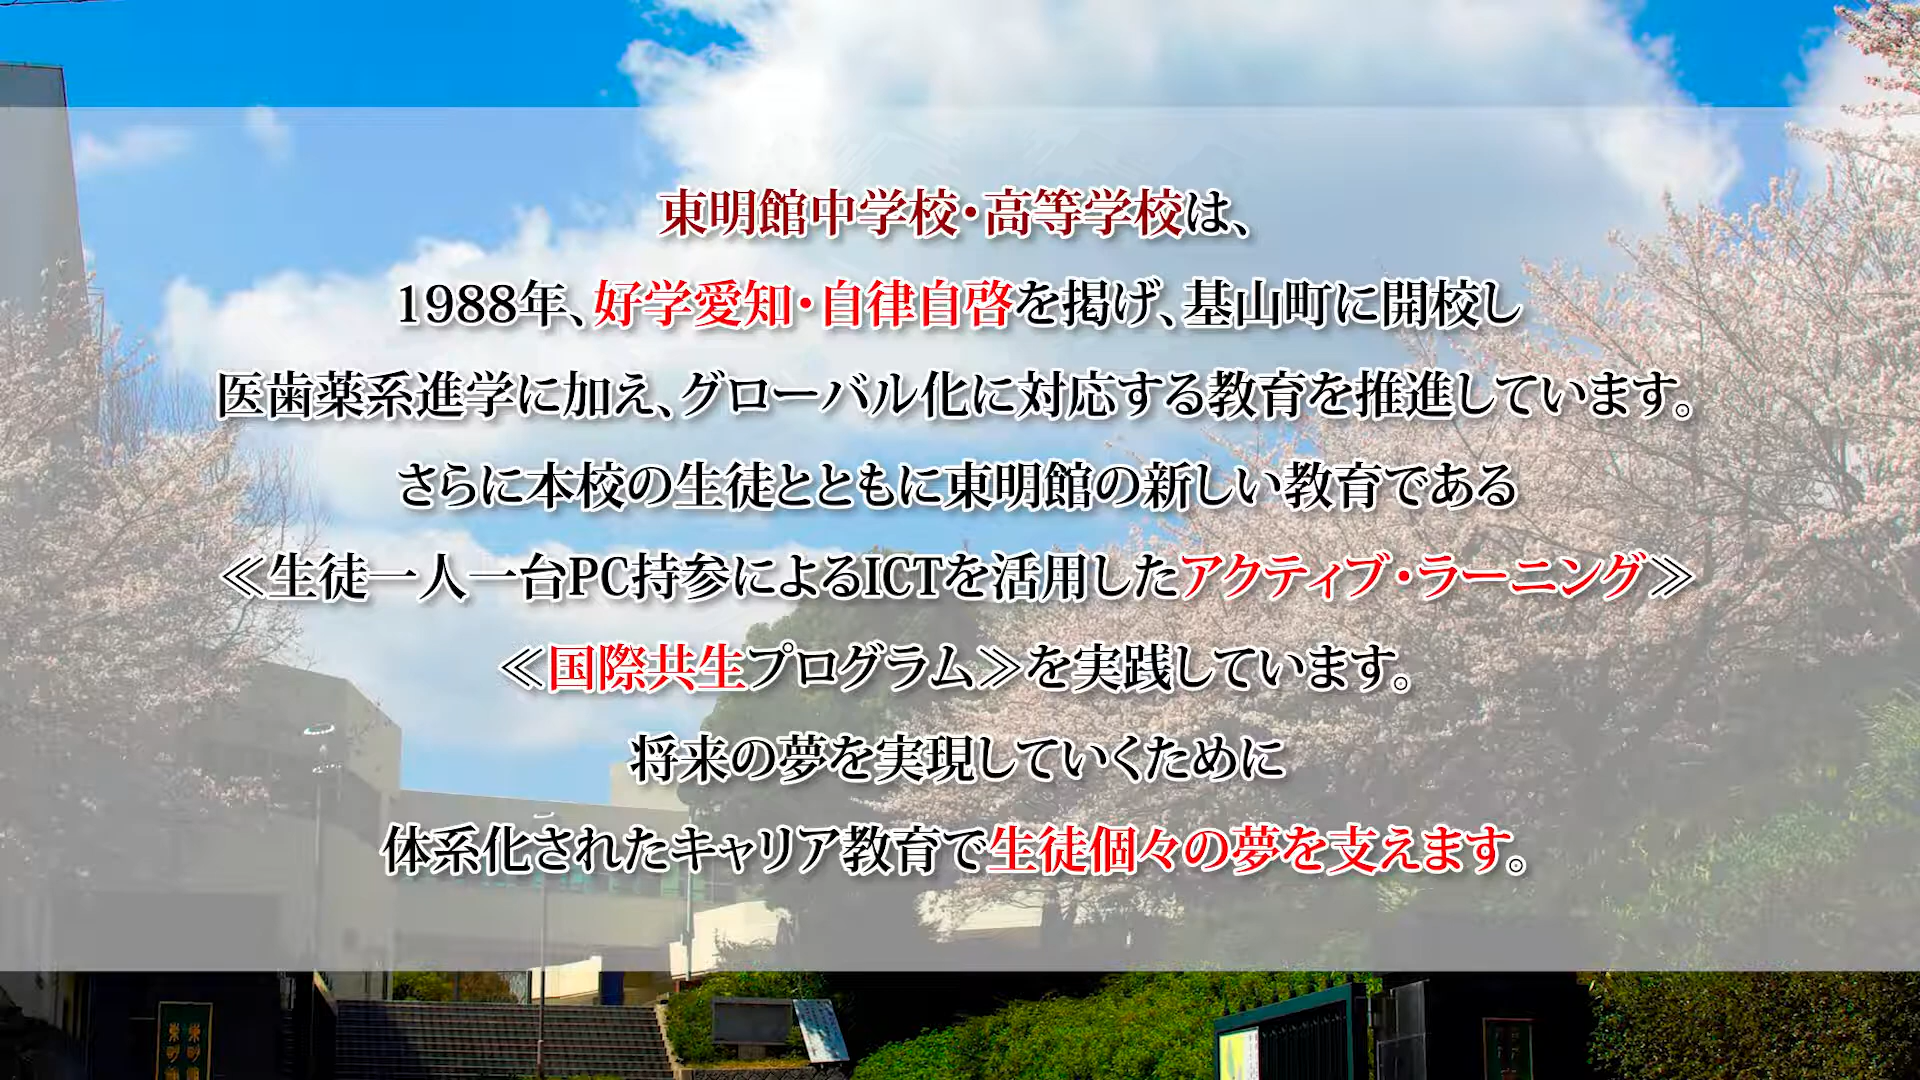 東明館中学校・高等学校は、
1988年、好学愛知・自律自啓を掲げ、基山町に開校し
医歯薬系進学に加え、グローバル化に対応する教育を推進しています。
さらに本校の生徒とともに東明館の新しい教育である
≪生徒一人一台PC持参によるICTを活用したアクティブ・ラーニング≫
≪国際共生プログラム≫を実践しています。
将来の夢を実現していくために
体系化されたキャリア教育で生徒個々の夢を支えます。